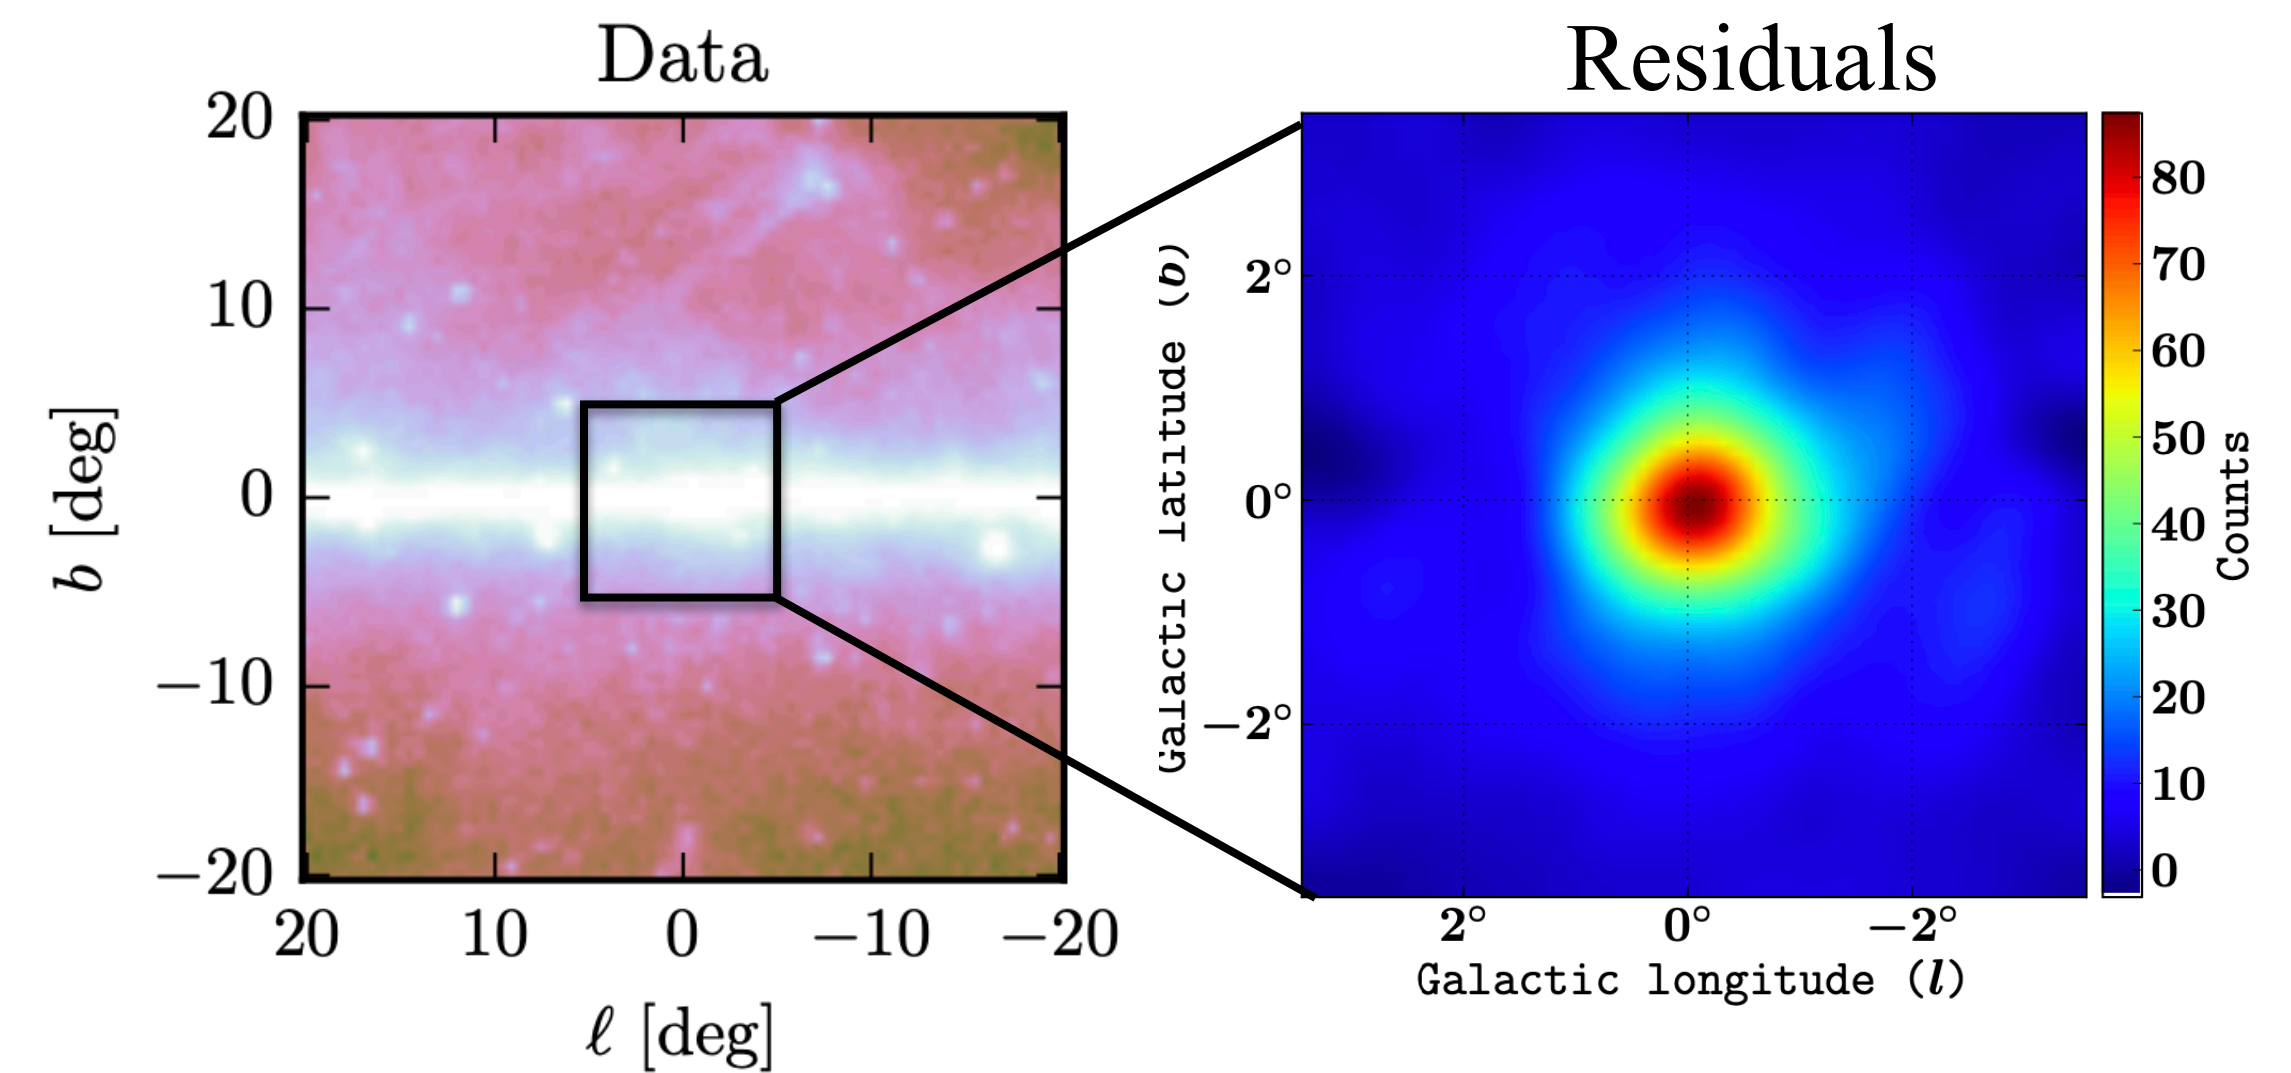 Data
20
10
0
−10
−20
b [deg]
20 10 0 −10 −20
ℓ [deg]
Residuals
Galactic latitude (b)
2°
0°
−2°
2° 0° −2°
Galactic longitude (l)
80
70
60
50
40
30
20
10
0
Counts